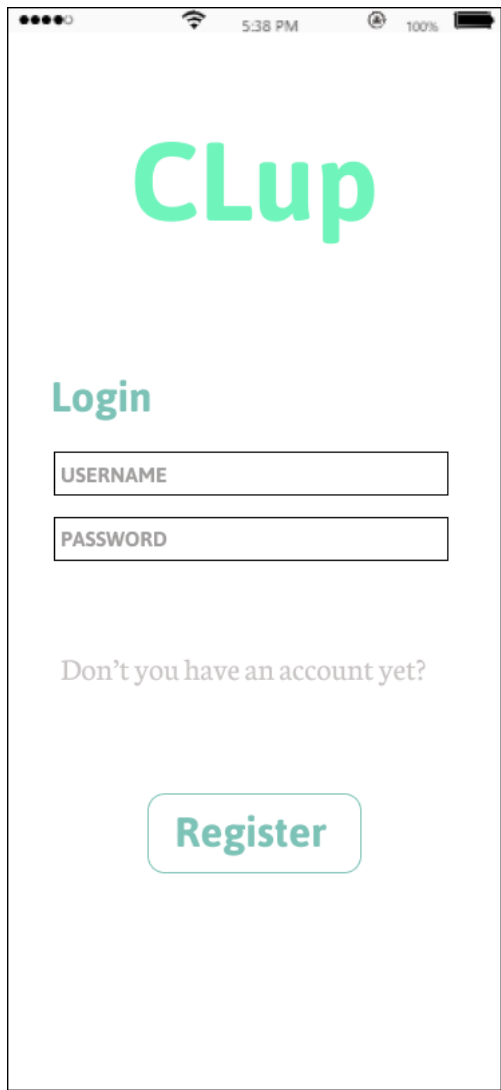 5:38 PM 100%
CLup
Login
USERNAME
PASSWORD
Don’t you have an account yet?
Register